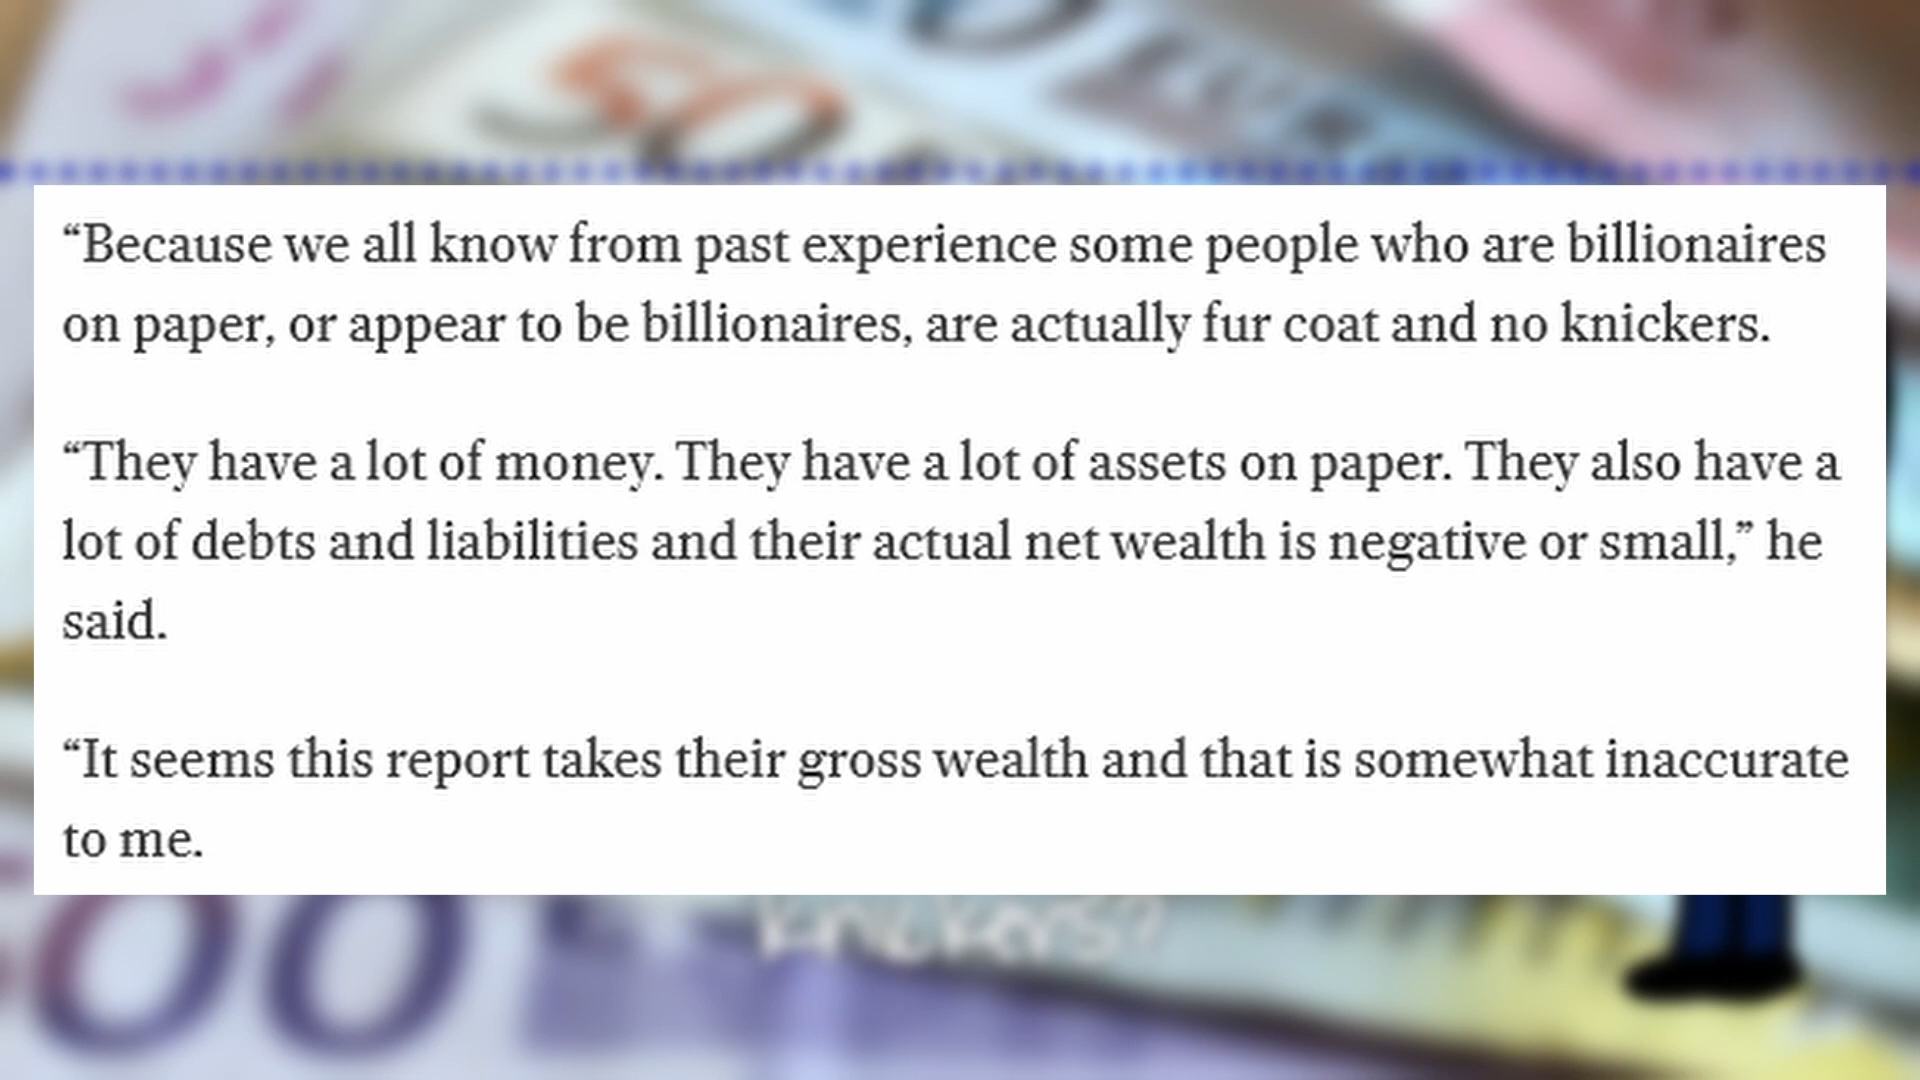 50
“Because we all know from past experience some people who are billionaires
on paper, or appear to be billionaires, are actually fur coat and no knickers.
“They have a lot of money. They have a lot of assets on paper. They also have a
lot of debts and liabilities and their actual net wealth is negative or small,” he
said.
“It seems this report takes their gross wealth and that is somewhat inaccurate
to me.
knickers?